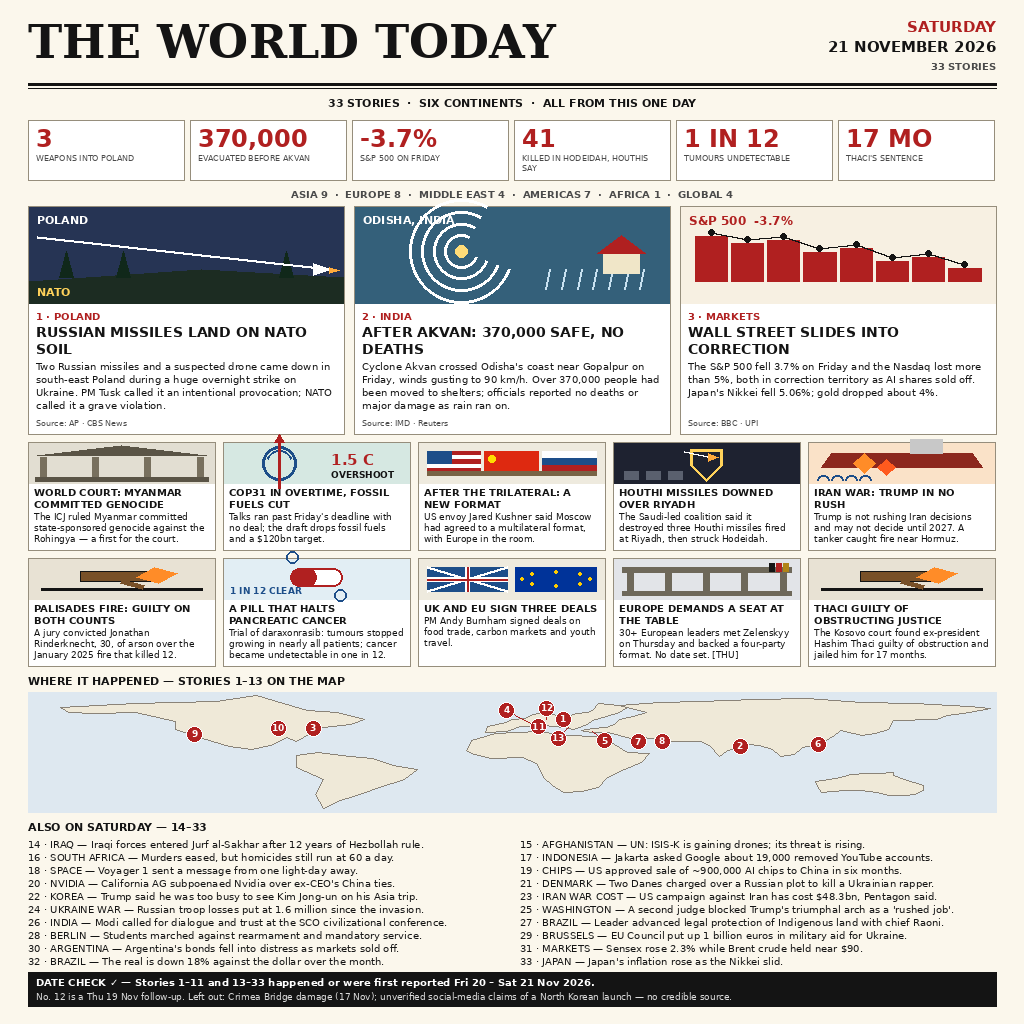 THE WORLD TODAY
SATURDAY
21 NOVEMBER 2026
33 STORIES
33 STORIES · SIX CONTINENTS · ALL FROM THIS ONE DAY
3
WEAPONS INTO POLAND
370,000
EVACUATED BEFORE AKVAN
-3.7%
S&P 500 ON FRIDAY
41
KILLED IN HODEIDAH, HOUTHIS
SAY
1 IN 12
TUMOURS UNDETECTABLE
17 MO
THACI'S SENTENCE
ASIA 9 · EUROPE 8 · MIDDLE EAST 4 · AMERICAS 7 · AFRICA 1 · GLOBAL 4
POLAND
NATO
1 · POLAND
RUSSIAN MISSILES LAND ON NATO
SOIL
Two Russian missiles and a suspected drone came down in
south-east Poland during a huge overnight strike on
Ukraine. PM Tusk called it an intentional provocation; NATO
called it a grave violation.
Source: AP · CBS News
ODISHA, INDIA
2 · INDIA
AFTER AKVAN: 370,000 SAFE, NO
DEATHS
Cyclone Akvan crossed Odisha's coast near Gopalpur on
Friday, winds gusting to 90 km/h. Over 370,000 people had
been moved to shelters; officials reported no deaths or
major damage as rain ran on.
Source: IMD · Reuters
S&P 500 -3.7%
3 · MARKETS
WALL STREET SLIDES INTO
CORRECTION
The S&P 500 fell 3.7% on Friday and the Nasdaq lost more
than 5%, both in correction territory as AI shares sold off.
Japan's Nikkei fell 5.06%; gold dropped about 4%.
Source: BBC · UPI
WORLD COURT: MYANMAR
COMMITTED GENOCIDE
The ICJ ruled Myanmar committed
state-sponsored genocide against the
Rohingya — a first for the court.
1.5 C
OVERSHOOT
COP31 IN OVERTIME, FOSSIL
FUELS CUT
Talks ran past Friday's deadline with
no deal; the draft drops fossil fuels
and a $120bn target.
AFTER THE TRILATERAL: A
NEW FORMAT
US envoy Jared Kushner said Moscow
had agreed to a multilateral format,
with Europe in the room.
HOUTHI MISSILES DOWNED
OVER RIYADH
The Saudi-led coalition said it
destroyed three Houthi missiles fired
at Riyadh, then struck Hodeidah.
IRAN WAR: TRUMP IN NO
RUSH
Trump is not rushing Iran decisions
and may not decide until 2027. A
tanker caught fire near Hormuz.
PALISADES FIRE: GUILTY ON
BOTH COUNTS
A jury convicted Jonathan
Rinderknecht, 30, of arson over the
January 2025 fire that killed 12.
1 IN 12 CLEAR
A PILL THAT HALTS
PANCREATIC CANCER
Trial of daraxonrasib: tumours stopped
growing in nearly all patients; cancer
became undetectable in one in 12.
UK AND EU SIGN THREE DEALS
PM Andy Burnham signed deals on
food trade, carbon markets and youth
travel.
EUROPE DEMANDS A SEAT AT
THE TABLE
30+ European leaders met Zelenskyy
on Thursday and backed a four-party
format. No date set. [THU]
THACI GUILTY OF
OBSTRUCTING JUSTICE
The Kosovo court found ex-president
Hashim Thaci guilty of obstruction and
jailed him for 17 months.
WHERE IT HAPPENED — STORIES 1–13 ON THE MAP
9
10
3
4
12
1
11
13
5
7
8
2
6
ALSO ON SATURDAY — 14–33
14 · IRAQ — Iraqi forces entered Jurf al-Sakhar after 12 years of Hezbollah rule.
15 · AFGHANISTAN — UN: ISIS-K is gaining drones; its threat is rising.
16 · SOUTH AFRICA — Murders eased, but homicides still run at 60 a day.
17 · INDONESIA — Jakarta asked Google about 19,000 removed YouTube accounts.
18 · SPACE — Voyager 1 sent a message from one light-day away.
19 · CHIPS — US approved sale of ~900,000 AI chips to China in six months.
20 · NVIDIA — California AG subpoenaed Nvidia over ex-CEO's China ties.
21 · DENMARK — Two Danes charged over a Russian plot to kill a Ukrainian rapper.
22 · KOREA — Trump said he was too busy to see Kim Jong-un on his Asia trip.
23 · IRAN WAR COST — US campaign against Iran has cost $48.3bn, Pentagon says.
24 · UKRAINE WAR — Russian troop losses put at 1.6 million since the invasion.
25 · WASHINGTON — A second judge blocked Trump's triumphal arch as a 'rushed job'.
26 · INDIA — Modi called for dialogue and trust at the SCO civilizational conference.
27 · BRAZIL — Leader advanced legal protection of Indigenous land with chief Raoni.
28 · BERLIN — Students marched against rearmament and mandatory service.
29 · BRUSSELS — EU Council put up 1 billion euros in military aid for Ukraine.
30 · ARGENTINA — Argentina's bonds fell into distress as markets sold off.
31 · MARKETS — Sensex rose 2.3% while Brent crude held near $90.
32 · BRAZIL — The real is down 18% against the dollar over the month.
33 · JAPAN — Japan's inflation rose as the Nikkei slid.
DATE CHECK ✓ — Stories 1–11 and 13–33 happened or were first reported Fri 20 – Sat 21 Nov 2026.
No. 12 is a Thu 19 Nov follow-up. Left out: Crimea Bridge damage (17 Nov); unverified social-media claims of a North Korean launch — no credible source.